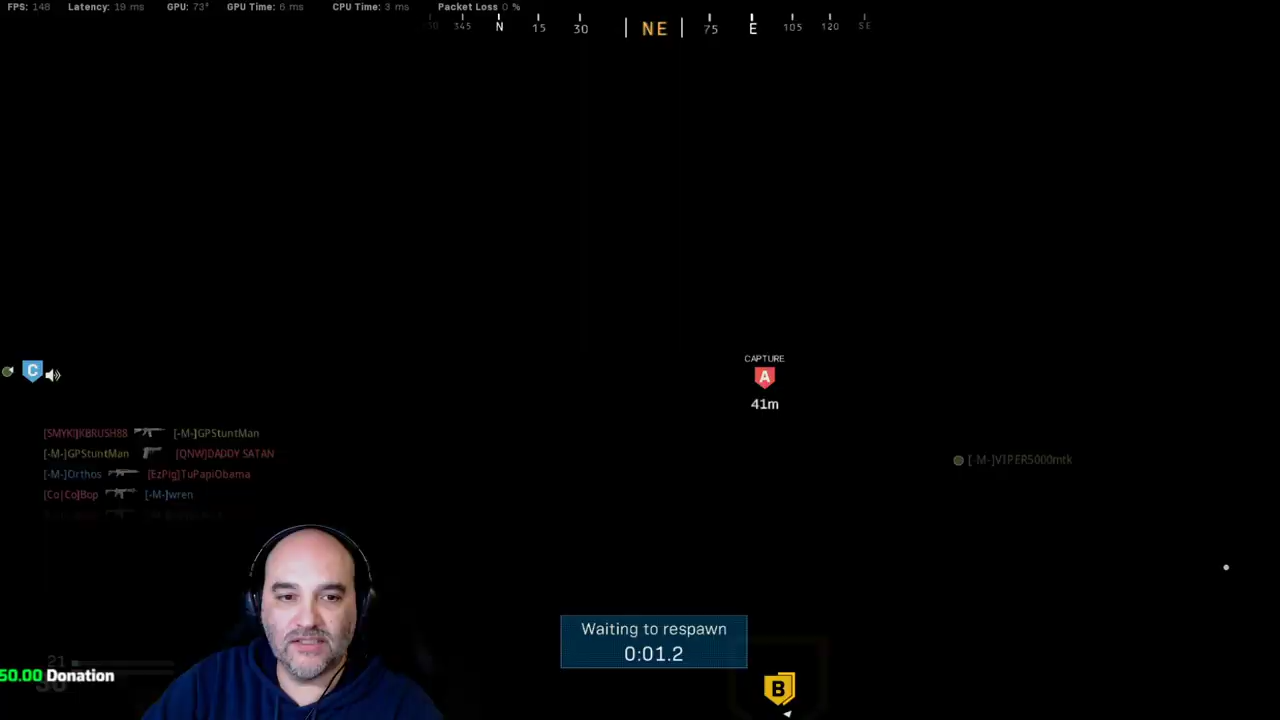 FPS: 148 Latency: 19 ms GPU: 73° GPU Time: 6 ms CPU Time: 3 ms Packet Loss 0 %
345 N 15 30 NE 75 E 105 120 SE
CAPTURE
C
A
41m
[SMYK]KBRUSH88 [-M-]GPStuntMan
[-M-]GPStuntMan [QNW]DADDY SATAN
[-M-]VIPER5000mtk
[-M-]Orthos [EzPig]TuPapiObama
[Co|Co]Bop [-M-]wren
Waiting to respawn
0:01.2
21
50.00 Donation
B